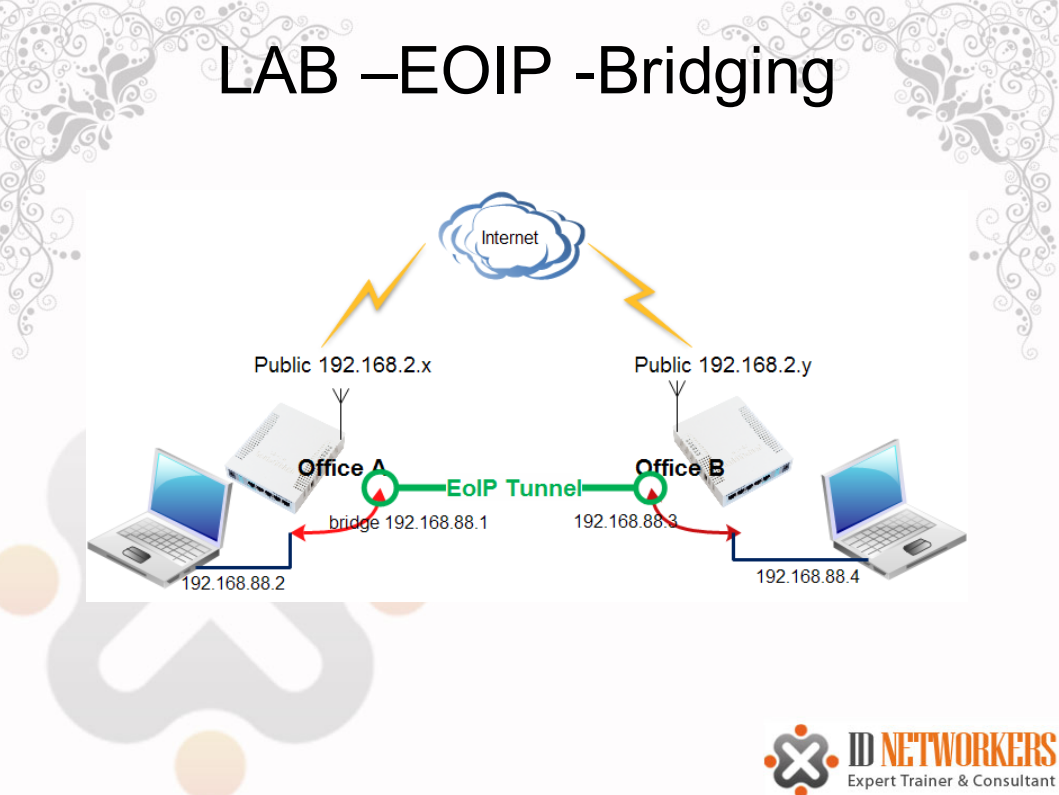 LAB –EOIP -Bridging
Internet
Public 192.168.2.x
Public 192.168.2.y
Office A
Office B
EoIP Tunnel
bridge 192.168.88.1
192.168.88.3
192.168.88.2
192.168.88.4
ID NETWORKERS
Expert Trainer & Consultant